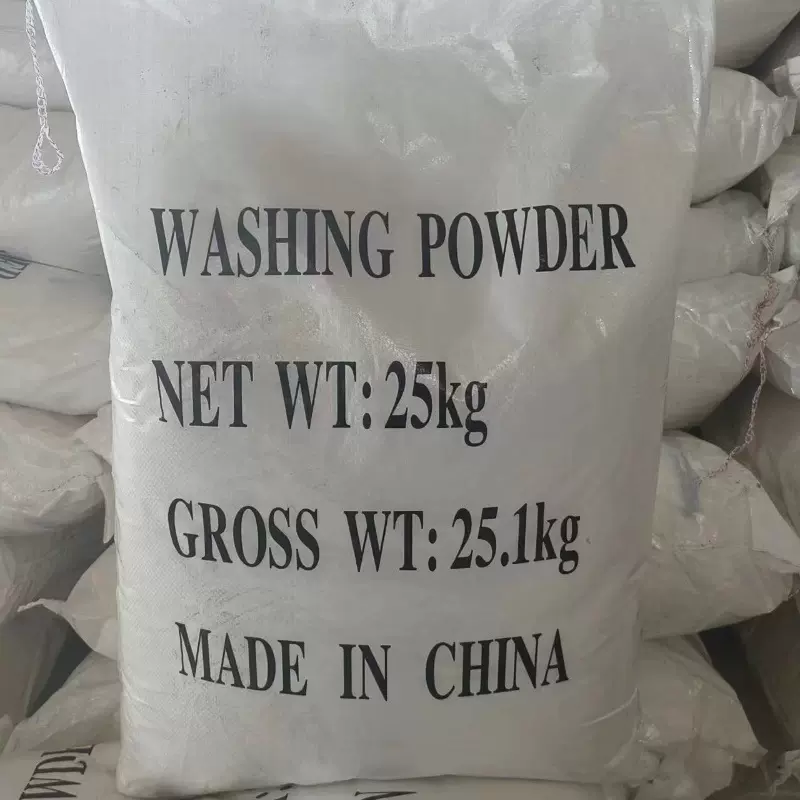 WASHING POWDER
NET WT: 25kg
GROSS WT: 25.1kg
MADE IN CHINA